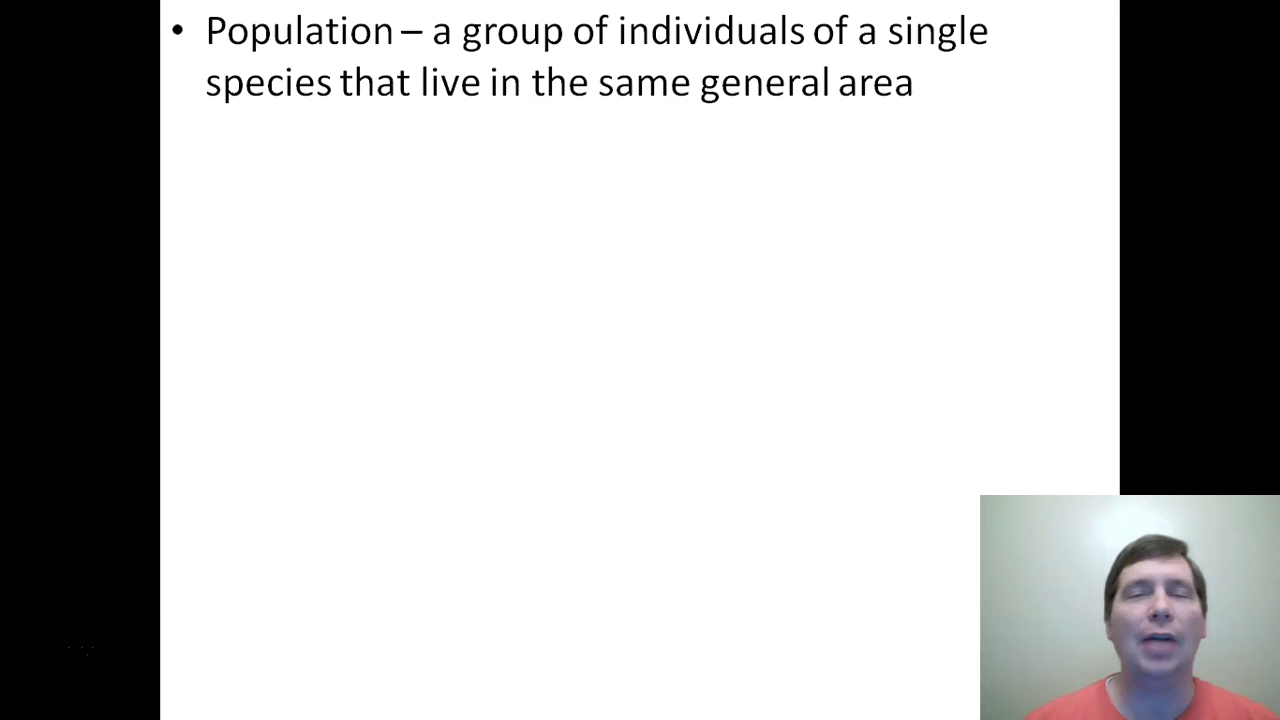 • Population – a group of individuals of a single
species that live in the same general area